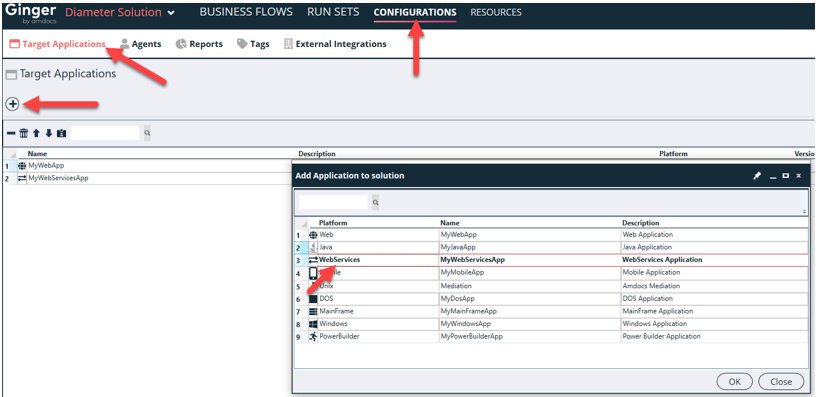 Ginger Diameter Solution BUSINESS FLOWS RUN SETS CONFIGURATIONS RESOURCES
by amdocs
Target Applications Agents Reports Tags External Integrations
Target Applications
Name Description Platform Versio
1 MyWebApp
2 MyWebServicesApp
Add Application to solution
Platform Name Description
1 Web MyWebApp Web Application
2 Java MyJavaApp Java Application
3 WebServices MyWebServicesApp WebServices Application
4 MyMobileApp Mobile Application
5 Unix Mediation Amdocs Mediation
6 DOS MyDosApp DOS Application
7 MainFrame MyMainFrameApp MainFrame Application
8 Windows MyWindowsApp Windows Application
9 PowerBuilder MyPowerBuilderApp Power Builder Application
OK Close